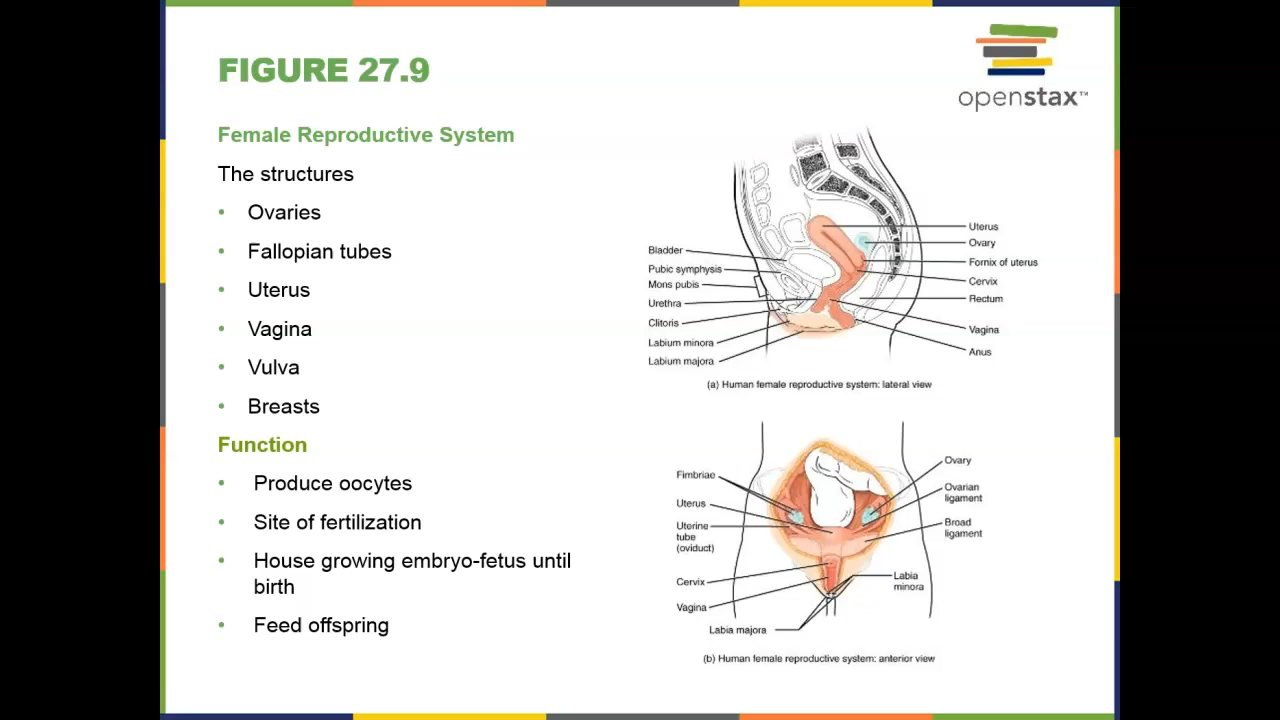 FIGURE 27.9
openstax™
Female Reproductive System
The structures
• Ovaries
• Fallopian tubes
• Uterus
• Vagina
• Vulva
• Breasts
Function
• Produce oocytes
• Site of fertilization
• House growing embryo-fetus until
birth
• Feed offspring
Bladder
Pubic symphysis
Mons pubis
Urethra
Clitoris
Labium minora
Labium majora
Uterus
Ovary
Fornix of uterus
Cervix
Rectum
Vagina
Anus
(a) Human female reproductive system: lateral view
Fimbriae
Uterus
Uterine
tube
(oviduct)
Cervix
Vagina
Labia majora
Ovary
Ovarian
ligament
Broad
ligament
Labia
minora
(b) Human female reproductive system: anterior view